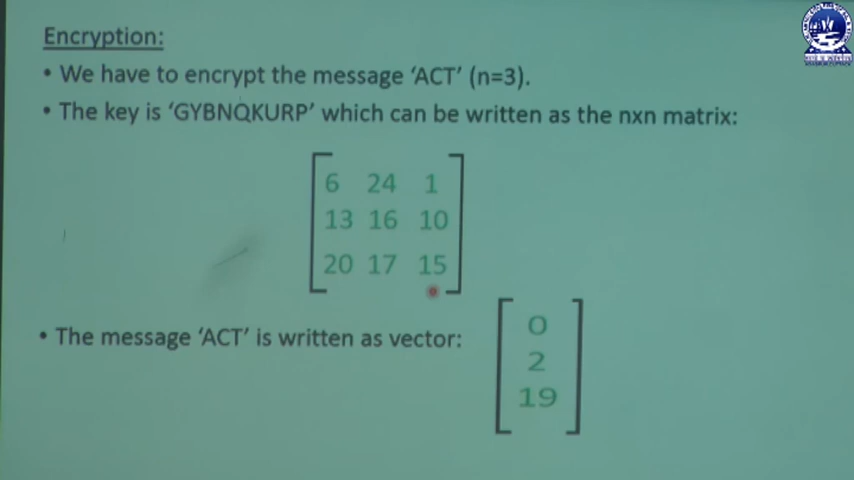 Encryption:
• We have to encrypt the message 'ACT' (n=3).
• The key is 'GYBNQKURP' which can be written as the nxn matrix:
6 24 1
13 16 10
20 17 15
• The message 'ACT' is written as vector:
0
2
19